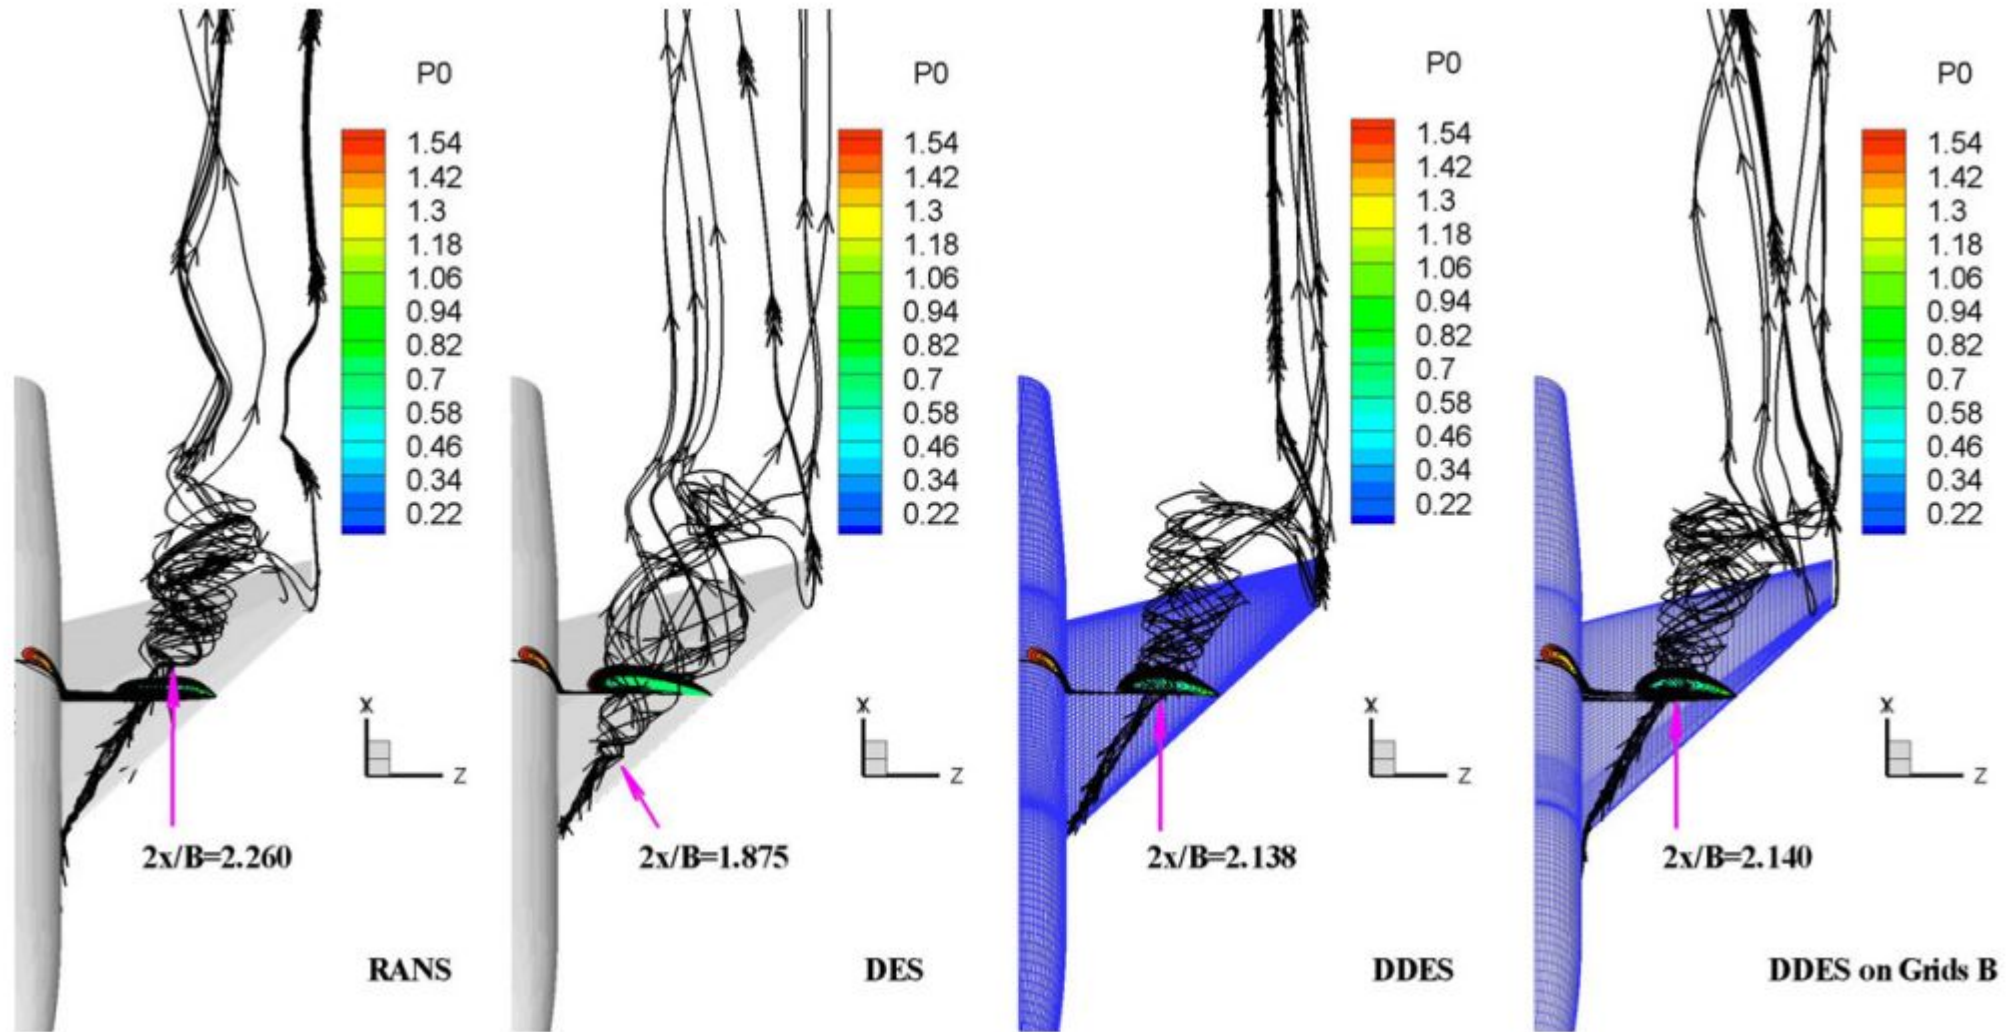 P0
1.54
1.42
1.3
1.18
1.06
0.94
0.82
0.7
0.58
0.46
0.34
0.22
X
Z
2x/B=2.260
RANS
P0
1.54
1.42
1.3
1.18
1.06
0.94
0.82
0.7
0.58
0.46
0.34
0.22
X
Z
2x/B=1.875
DES
P0
1.54
1.42
1.3
1.18
1.06
0.94
0.82
0.7
0.58
0.46
0.34
0.22
X
Z
2x/B=2.138
DDES
P0
1.54
1.42
1.3
1.18
1.06
0.94
0.82
0.7
0.58
0.46
0.34
0.22
X
Z
2x/B=2.140
DDES on Grids B